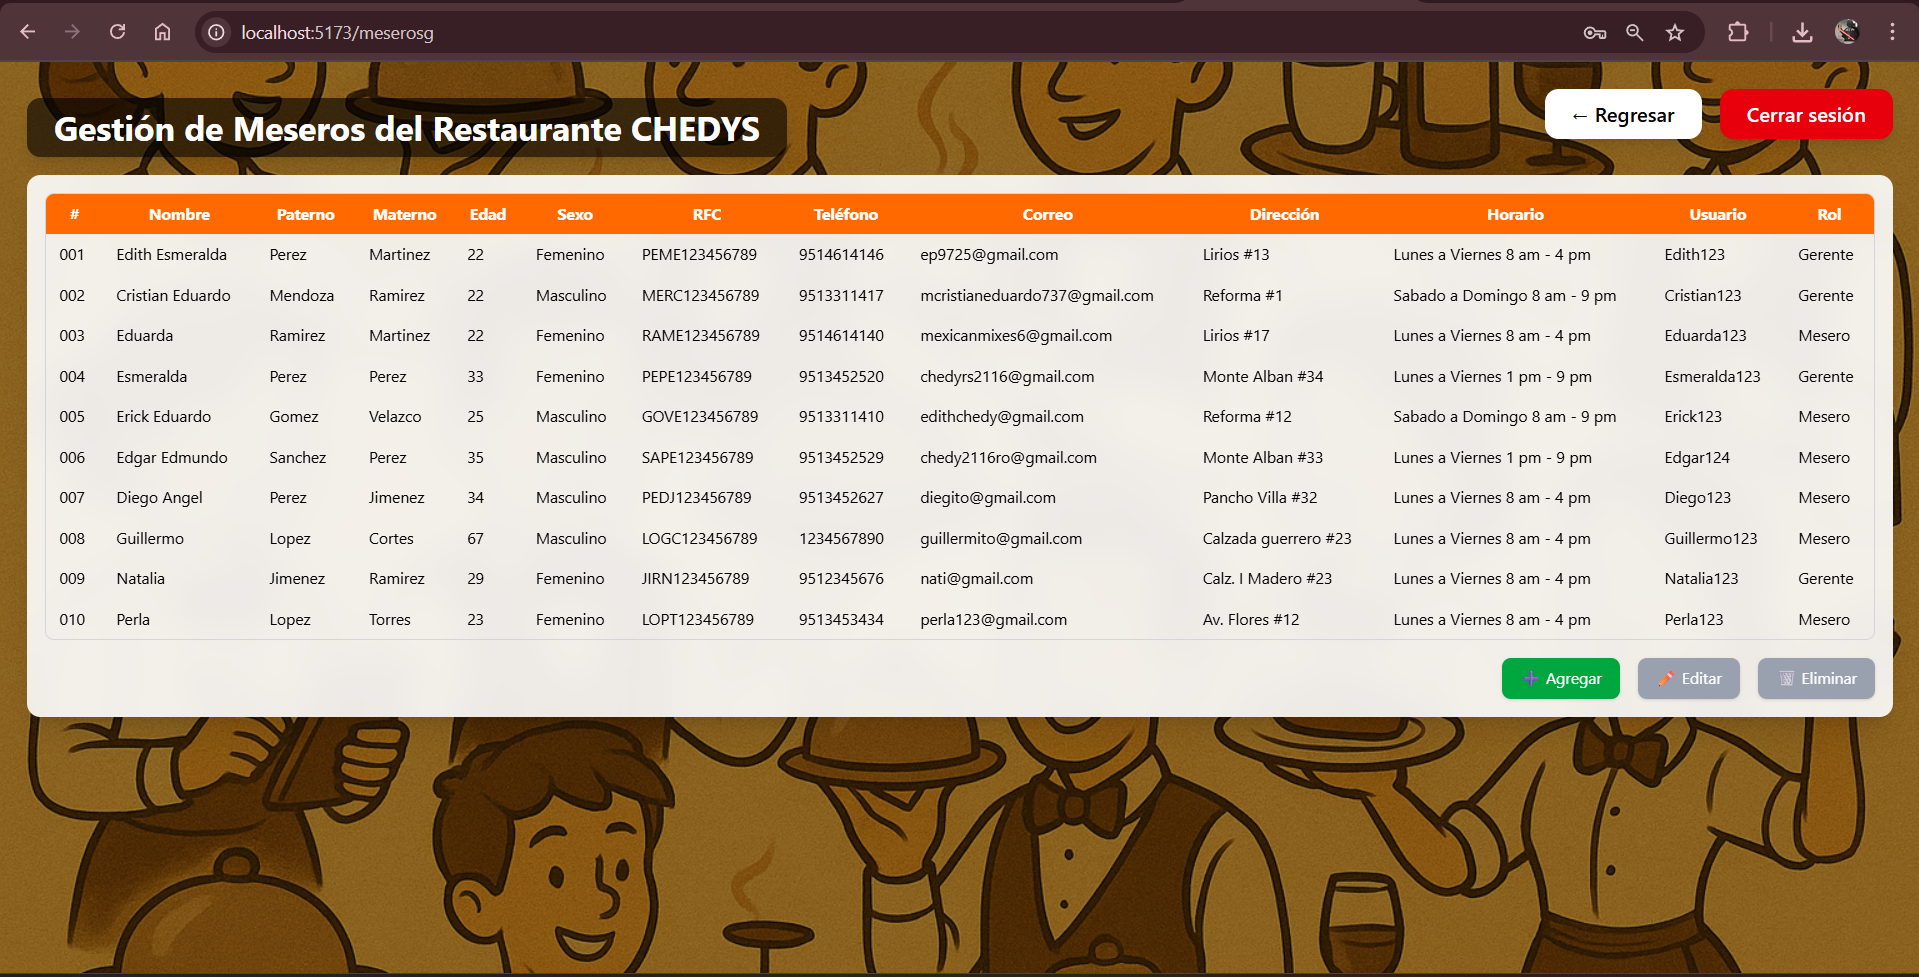 localhost:5173/meserosg
Gestión de Meseros del Restaurante CHEDYS
← Regresar
Cerrar sesión
# Nombre Paterno Materno Edad Sexo RFC Teléfono Correo Dirección Horario Usuario Rol
001 Edith Esmeralda Perez Martinez 22 Femenino PEME123456789 9514614146 ep9725@gmail.com Lirios #13 Lunes a Viernes 8 am - 4 pm Edith123 Gerente
002 Cristian Eduardo Mendoza Ramirez 22 Masculino MERC123456789 9513311417 mcristianeduardo737@gmail.com Reforma #1 Sabado a Domingo 8 am - 9 pm Cristian123 Gerente
003 Eduarda Ramirez Martinez 22 Femenino RAME123456789 9514614140 mexicanmixes6@gmail.com Lirios #17 Lunes a Viernes 8 am - 4 pm Eduarda123 Mesero
004 Esmeralda Perez Perez 33 Femenino PEPE123456789 9513452520 chedyrs2116@gmail.com Monte Alban #34 Lunes a Viernes 1 pm - 9 pm Esmeralda123 Gerente
005 Erick Eduardo Gomez Velazco 25 Masculino GOVE123456789 9513311410 edithchedy@gmail.com Reforma #12 Sabado a Domingo 8 am - 9 pm Erick123 Mesero
006 Edgar Edmundo Sanchez Perez 35 Masculino SAPE123456789 9513452529 chedy2116ro@gmail.com Monte Alban #33 Lunes a Viernes 1 pm - 9 pm Edgar124 Mesero
007 Diego Angel Perez Jimenez 34 Masculino PEDJ123456789 9513452627 diegito@gmail.com Pancho Villa #32 Lunes a Viernes 8 am - 4 pm Diego123 Mesero
008 Guillermo Lopez Cortes 67 Masculino LOGC123456789 1234567890 guillermito@gmail.com Calzada guerrero #23 Lunes a Viernes 8 am - 4 pm Guillermo123 Mesero
009 Natalia Jimenez Ramirez 29 Femenino JIRN123456789 9512345676 nati@gmail.com Calz. I Madero #23 Lunes a Viernes 8 am - 4 pm Natalia123 Gerente
010 Perla Lopez Torres 23 Femenino LOPT123456789 9513453434 perla123@gmail.com Av. Flores #12 Lunes a Viernes 8 am - 4 pm Perla123 Mesero
➕ Agregar
✏️ Editar
🗑️ Eliminar